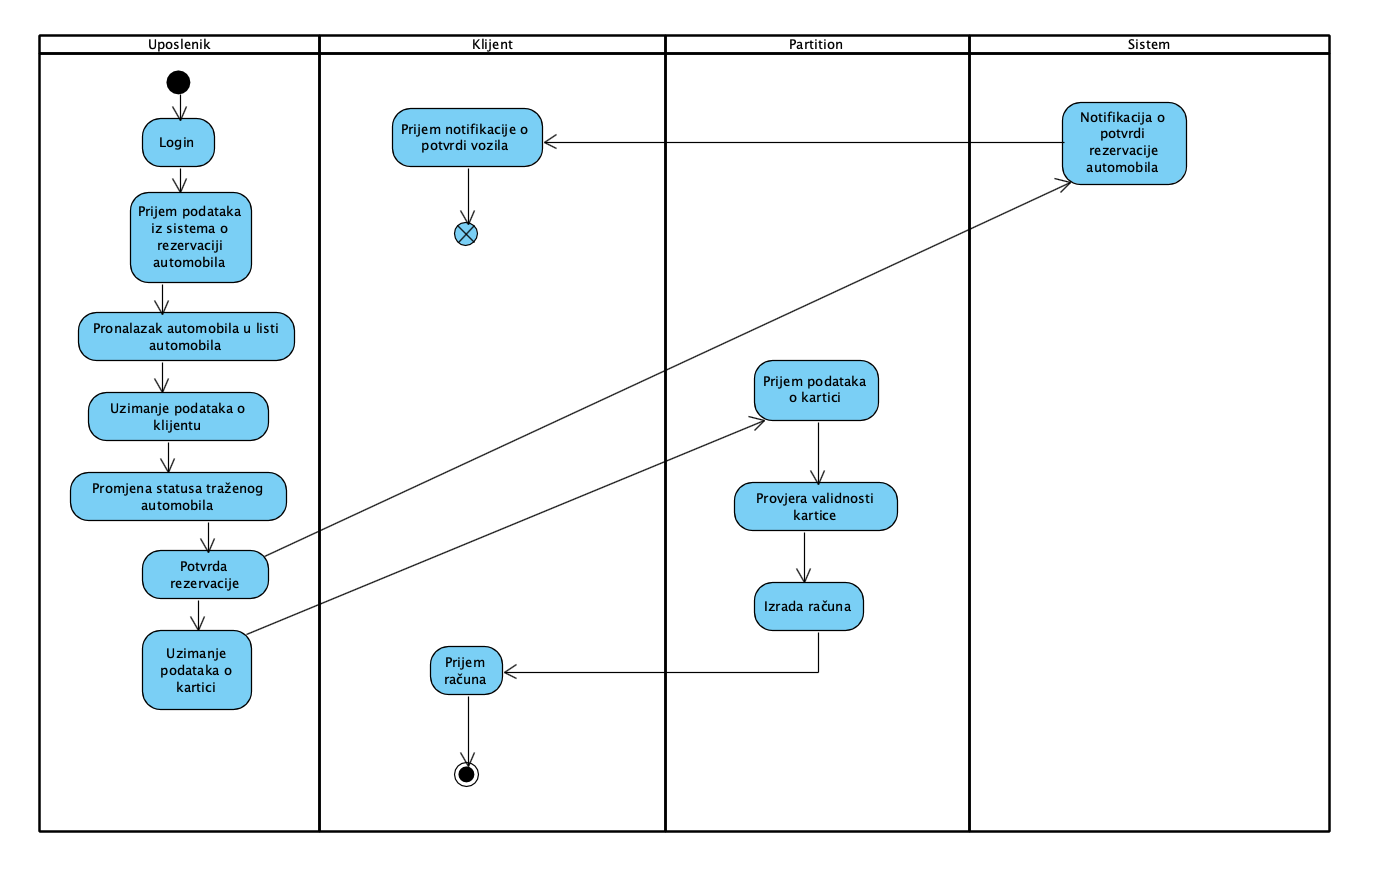 Uposlenik
Klijent
Partition
Sistem
Login
Prijem podataka
iz sistema o
rezervaciji
automobila
Pronalazak automobila u listi
automobila
Uzimanje podataka o
klijentu
Promjena statusa traženog
automobila
Potvrda
rezervacije
Uzimanje
podataka o
kartici
Prijem notifikacije o
potvrdi vozila
Prijem
računa
Prijem podataka
o kartici
Provjera validnosti
kartice
Izrada računa
Notifikacija o
potvrdi
rezervacije
automobila